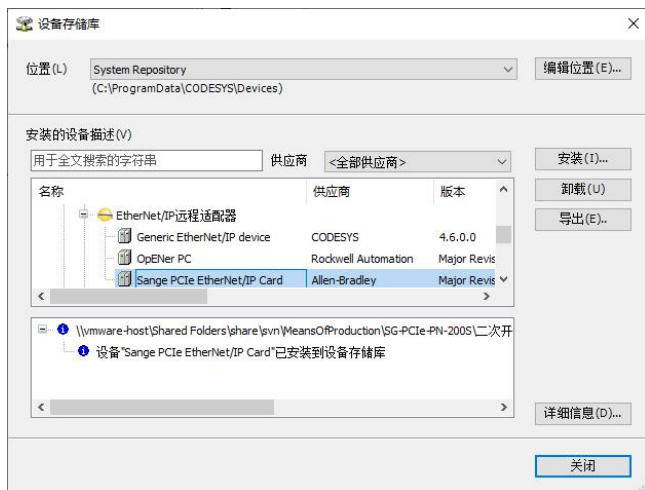 设备存储库
位置(L) System Repository 编辑位置(E)...
(C:\ProgramData\CODESYS\Devices)
安装的设备描述(V)
用于全文搜索的字符串 供应商 <全部供应商> 安装(I)...
名称 供应商 版本 卸载(U)
EtherNet/IP远程适配器 导出(E)..
Generic EtherNet/IP device CODESYS 4.6.0.0
OpENer PC Rockwell Automation Major Revis
Sange PCIe EtherNet/IP Card Allen-Bradley Major Revis
\\vmware-host\Shared Folders\share\svn\MeansOfProduction\SG-PCIe-PN-200S\二次开
设备"Sange PCIe EtherNet/IP Card"已安装到设备存储库
详细信息(D)...
关闭